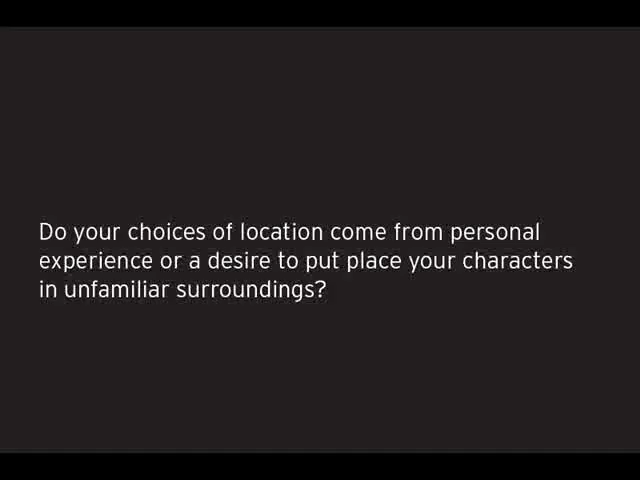 Do your choices of location come from personal
experience or a desire to put place your characters
in unfamiliar surroundings?